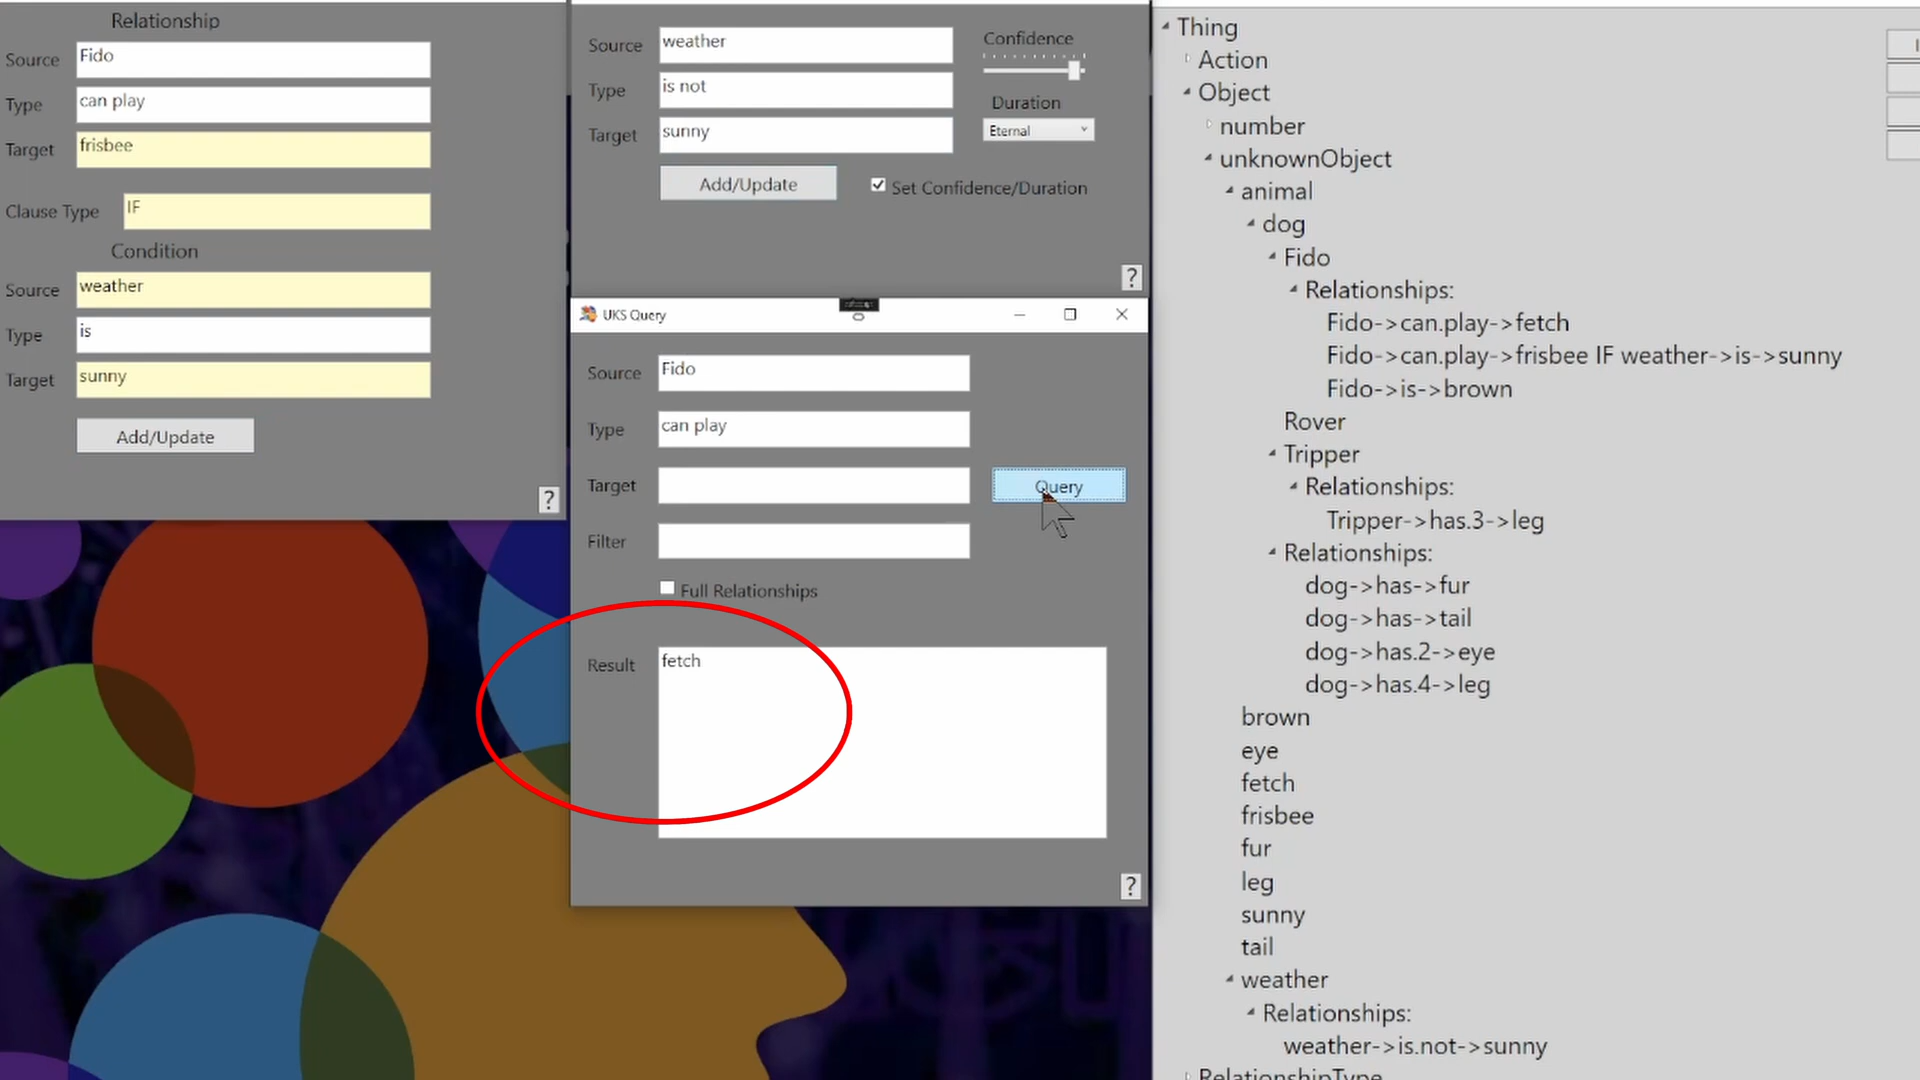 Relationship
Source Fido
Type can play
Target frisbee
Clause Type IF
Condition
Source weather
Type is
Target sunny
Add/Update
?
Source weather
Type is not
Target sunny
Confidence
Duration
Eternal
Add/Update
Set Confidence/Duration
?
UKS Query
Source Fido
Type can play
Target
Query
Filter
Full Relationships
Result fetch
?
Thing
Action
Object
number
unknownObject
animal
dog
Fido
Relationships:
Fido->can.play->fetch
Fido->can.play->frisbee IF weather->is->sunny
Fido->is->brown
Rover
Tripper
Relationships:
Tripper->has.3->leg
Relationships:
dog->has->fur
dog->has->tail
dog->has.2->eye
dog->has.4->leg
brown
eye
fetch
frisbee
fur
leg
sunny
tail
weather
Relationships:
weather->is.not->sunny
RelationshipType